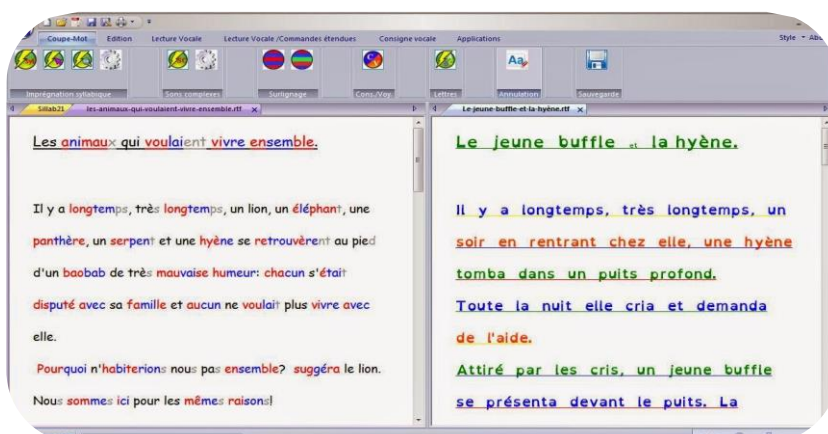 Coupe-Mot Edition Lecture Vocale Lecture Vocale /Commandes étendues Consigne vocale Applications Style
Aa
Imprégnation syllabique Sons complexes Surlignage Cons./Voy. Lettres Annulation Sauvegarde
Sillab21 les-animaux-qui-voulaient-vivre-ensemble.rtf x
Les animaux qui voulaient vivre ensemble.
Il y a longtemps, très longtemps, un lion, un éléphant, une
panthère, un serpent et une hyène se retrouvèrent au pied
d'un baobab de très mauvaise humeur: chacun s'était
disputé avec sa famille et aucun ne voulait plus vivre avec
elle.
Pourquoi n'habiterions nous pas ensemble? suggéra le lion.
Nous sommes ici pour les mêmes raisons!
Le-jeune-buffle-et-la-hyène.rtf x
Le jeune buffle et la hyène.
Il y a longtemps, très longtemps, un
soir en rentrant chez elle, une hyène
tomba dans un puits profond.
Toute la nuit elle cria et demanda
de l'aide.
Attiré par les cris, un jeune buffle
se présenta devant le puits. La